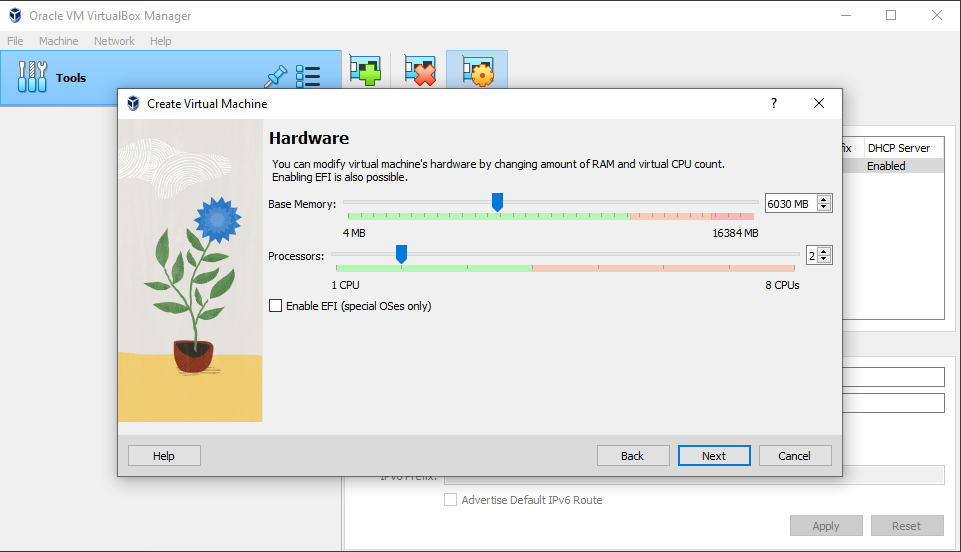 Oracle VM VirtualBox Manager
File Machine Network Help
Tools
Create Virtual Machine ?
Hardware
You can modify virtual machine's hardware by changing amount of RAM and virtual CPU count.
Enabling EFI is also possible.
Base Memory: 6030 MB
4 MB 16384 MB
Processors: 2
1 CPU 8 CPUs
Enable EFI (special OSes only)
Help Back Next Cancel
DHCP Server
Enabled
IPv6 Prefix:
Advertise Default IPv6 Route
Apply Reset